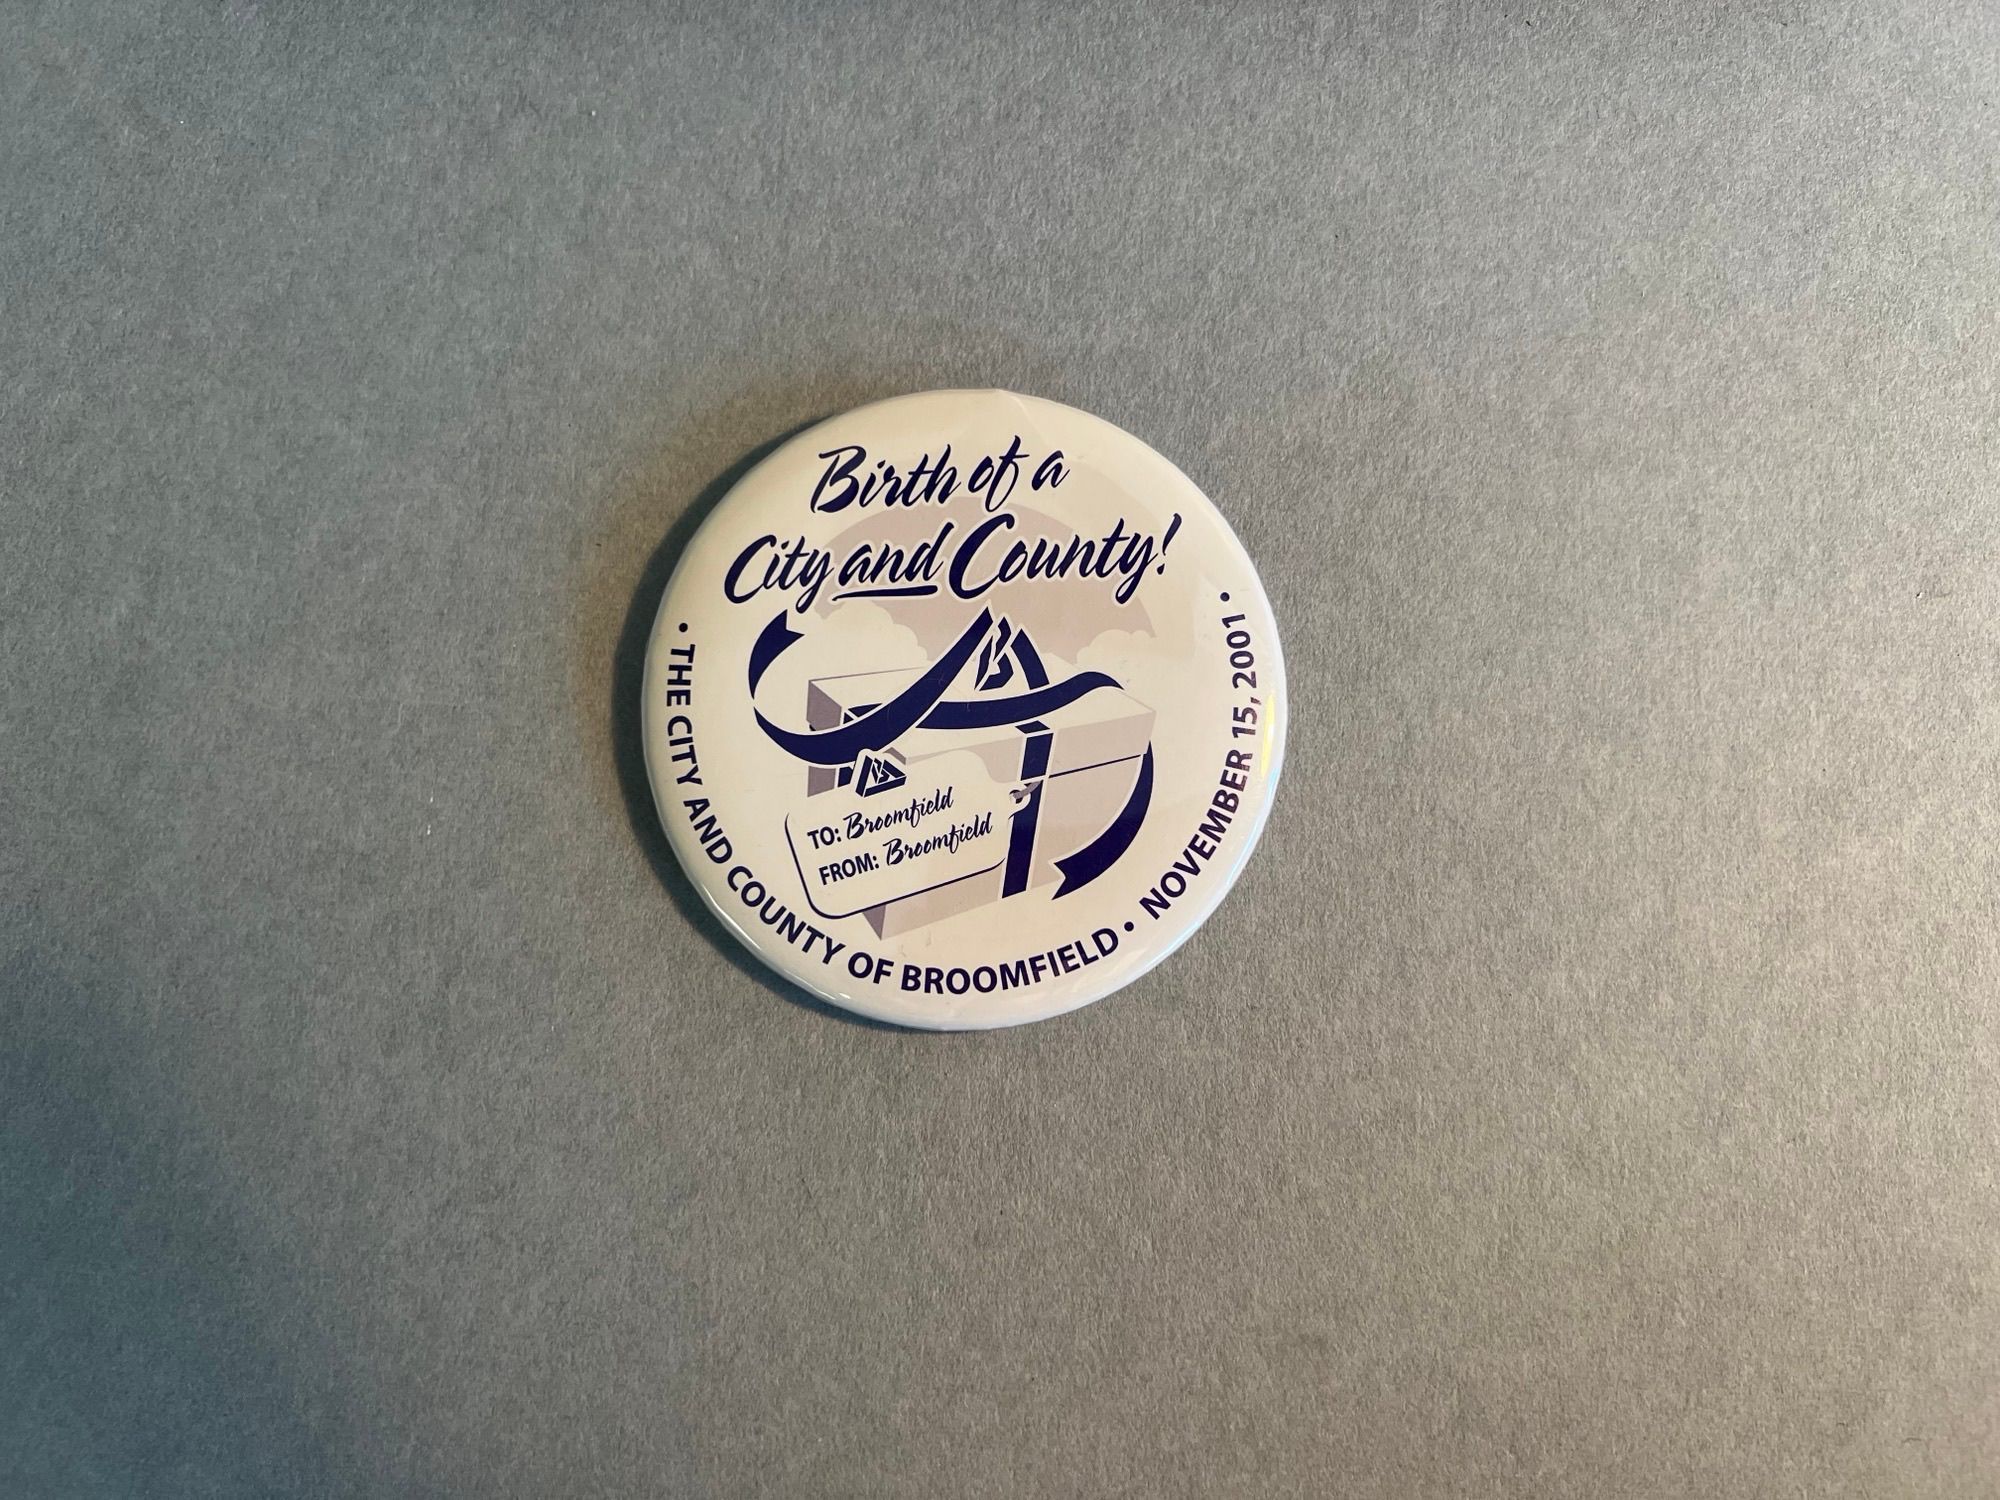 Birth of a
City and County!
B
B
TO: Broomfield
FROM: Broomfield
• THE CITY AND COUNTY OF BROOMFIELD • NOVEMBER 15, 2001 •